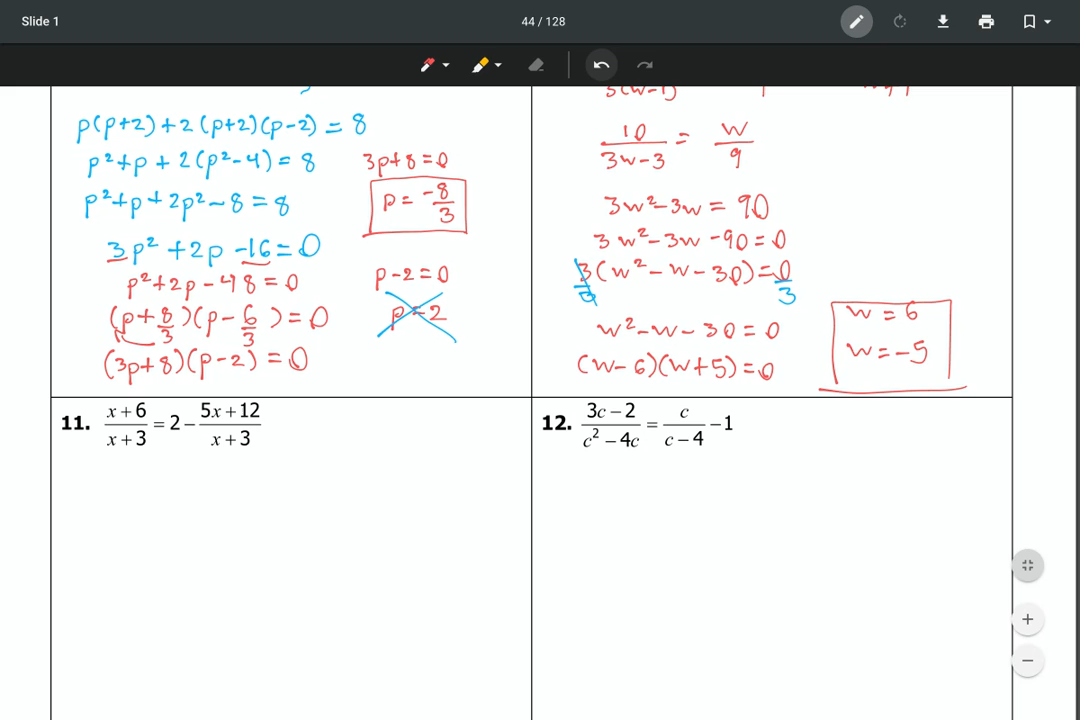 Slide 1
44 / 128
p(p+2)+2(p+2)(p-2) = 8
p²+p + 2(p²-4) = 8
p²+p+2p²-8 = 8
3p² +2p -16 = 0
p²+2p-48 = 0
(p+8/3)(p-6/3) = 0
(3p+8)(p-2) = 0
3p+8=0
p = -8/3
p-2=0
p=2
3(w-1)
10/(3w-3) = w/9
3w²-3w = 90
3w²-3w-90=0
3(w²-w-30)=0
3 3
w²-w-30=0
(w-6)(w+5)=0
w = 6
w = -5
11. (x+6)/(x+3) = 2 - (5x+12)/(x+3)
12. (3c-2)/(c²-4c) = c/(c-4) - 1